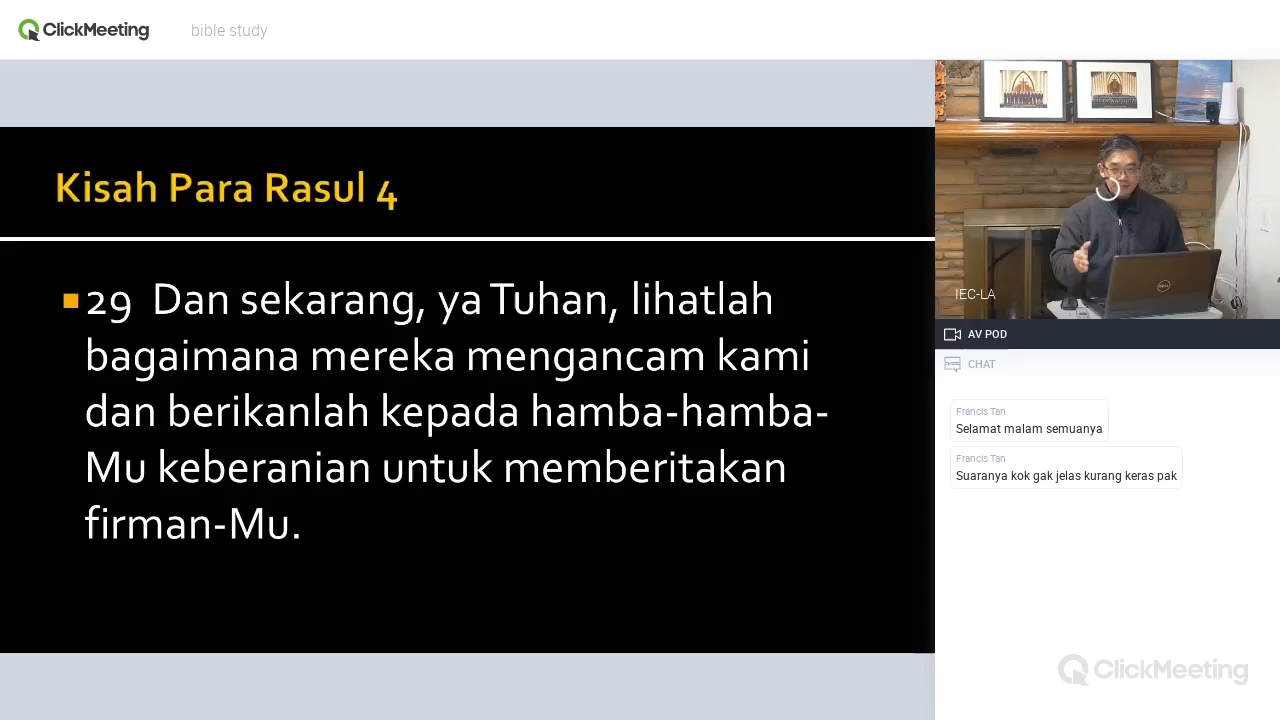 ClickMeeting
bible study
Kisah Para Rasul 4
29 Dan sekarang, ya Tuhan, lihatlah
bagaimana mereka mengancam kami
dan berikanlah kepada hamba-hamba-
Mu keberanian untuk memberitakan
firman-Mu.
DELL
IEC-LA
AV POD
CHAT
Francis Tan
Selamat malam semuanya
Francis Tan
Suaranya kok gak jelas kurang keras pak
ClickMeeting